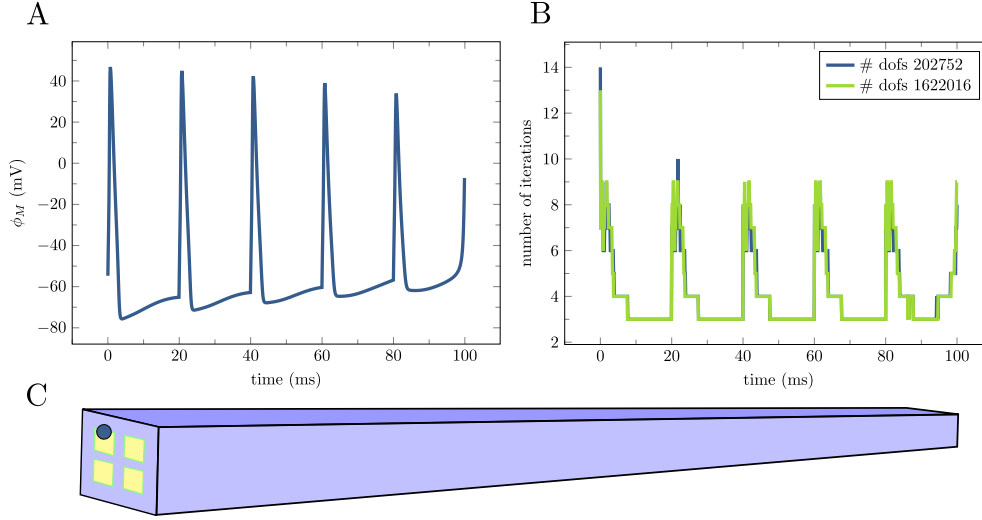 A
40
20
0
−20
−40
−60
−80
ϕM (mV)
0 20 40 60 80 100
time (ms)
B
# dofs 202752
# dofs 1622016
14
12
10
8
6
4
2
number of iterations
0 20 40 60 80 100
time (ms)
C